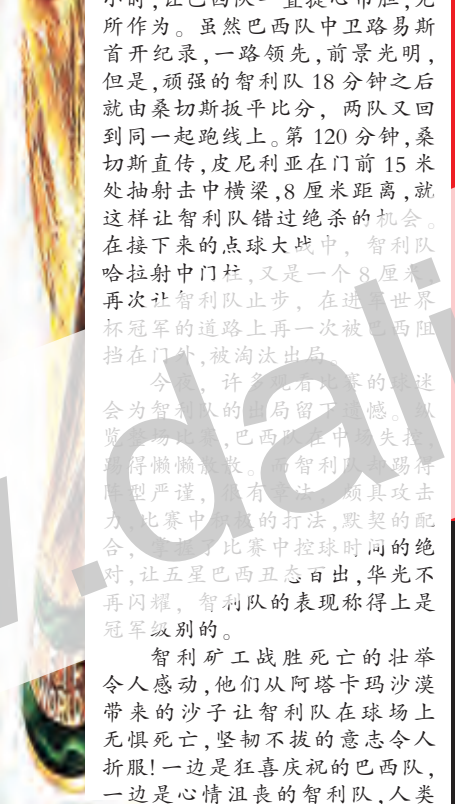 小时,让巴西队一直提心吊胆,无
所作为。虽然巴西队中卫路易斯
首开纪录,一路领先,前景光明,
但是,顽强的智利队 18 分钟之后
就由桑切斯扳平比分, 两队又回
到同一起跑线上。第 120 分钟,桑
切斯直传,皮尼利亚在门前 15 米
处抽射击中横梁,8 厘米距离,就
这样让智利队错过绝杀的机会。
在接下来的点球大战中, 智利队
哈拉射中门柱,又是一个 8 厘米,
再次让智利队止步, 在进军世界
杯冠军的道路上再一次被巴西阻
挡在门外,被淘汰出局。
今夜, 许多观看比赛的球迷
会为智利队的出局留下遗憾。纵
览整场比赛,巴西队在中场失控,
踢得懒懒散散。而智利队却踢得
阵型严谨, 很有章法, 颇具攻击
力,比赛中积极的打法,默契的配
合, 掌握了比赛中控球时间的绝
对,让五星巴西丑态百出,华光不
再闪耀, 智利队的表现称得上是
冠军级别的。
智利矿工战胜死亡的壮举
令人感动,他们从阿塔卡玛沙漠
带来的沙子让智利队在球场上
无惧死亡,坚韧不拔的意志令人
折服!一边是狂喜庆祝的巴西队,
一边是心情沮丧的智利队,人类
w.dali
WORLD